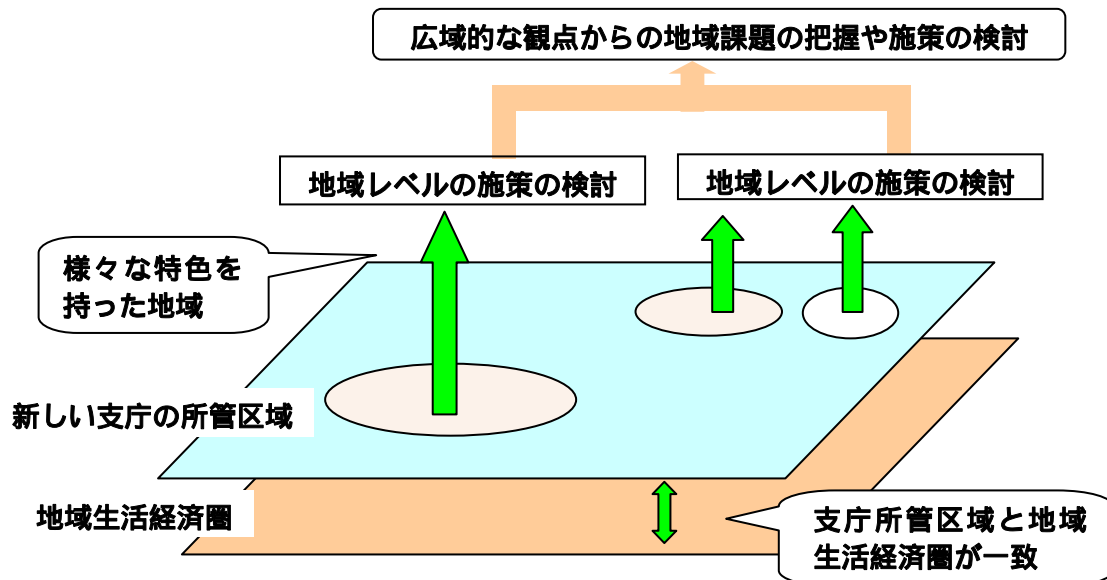 広域的な観点からの地域課題の把握や施策の検討
地域レベルの施策の検討
地域レベルの施策の検討
様々な特色を
持った地域
新しい支庁の所管区域
地域生活経済圏
支庁所管区域と地域
生活経済圏が一致